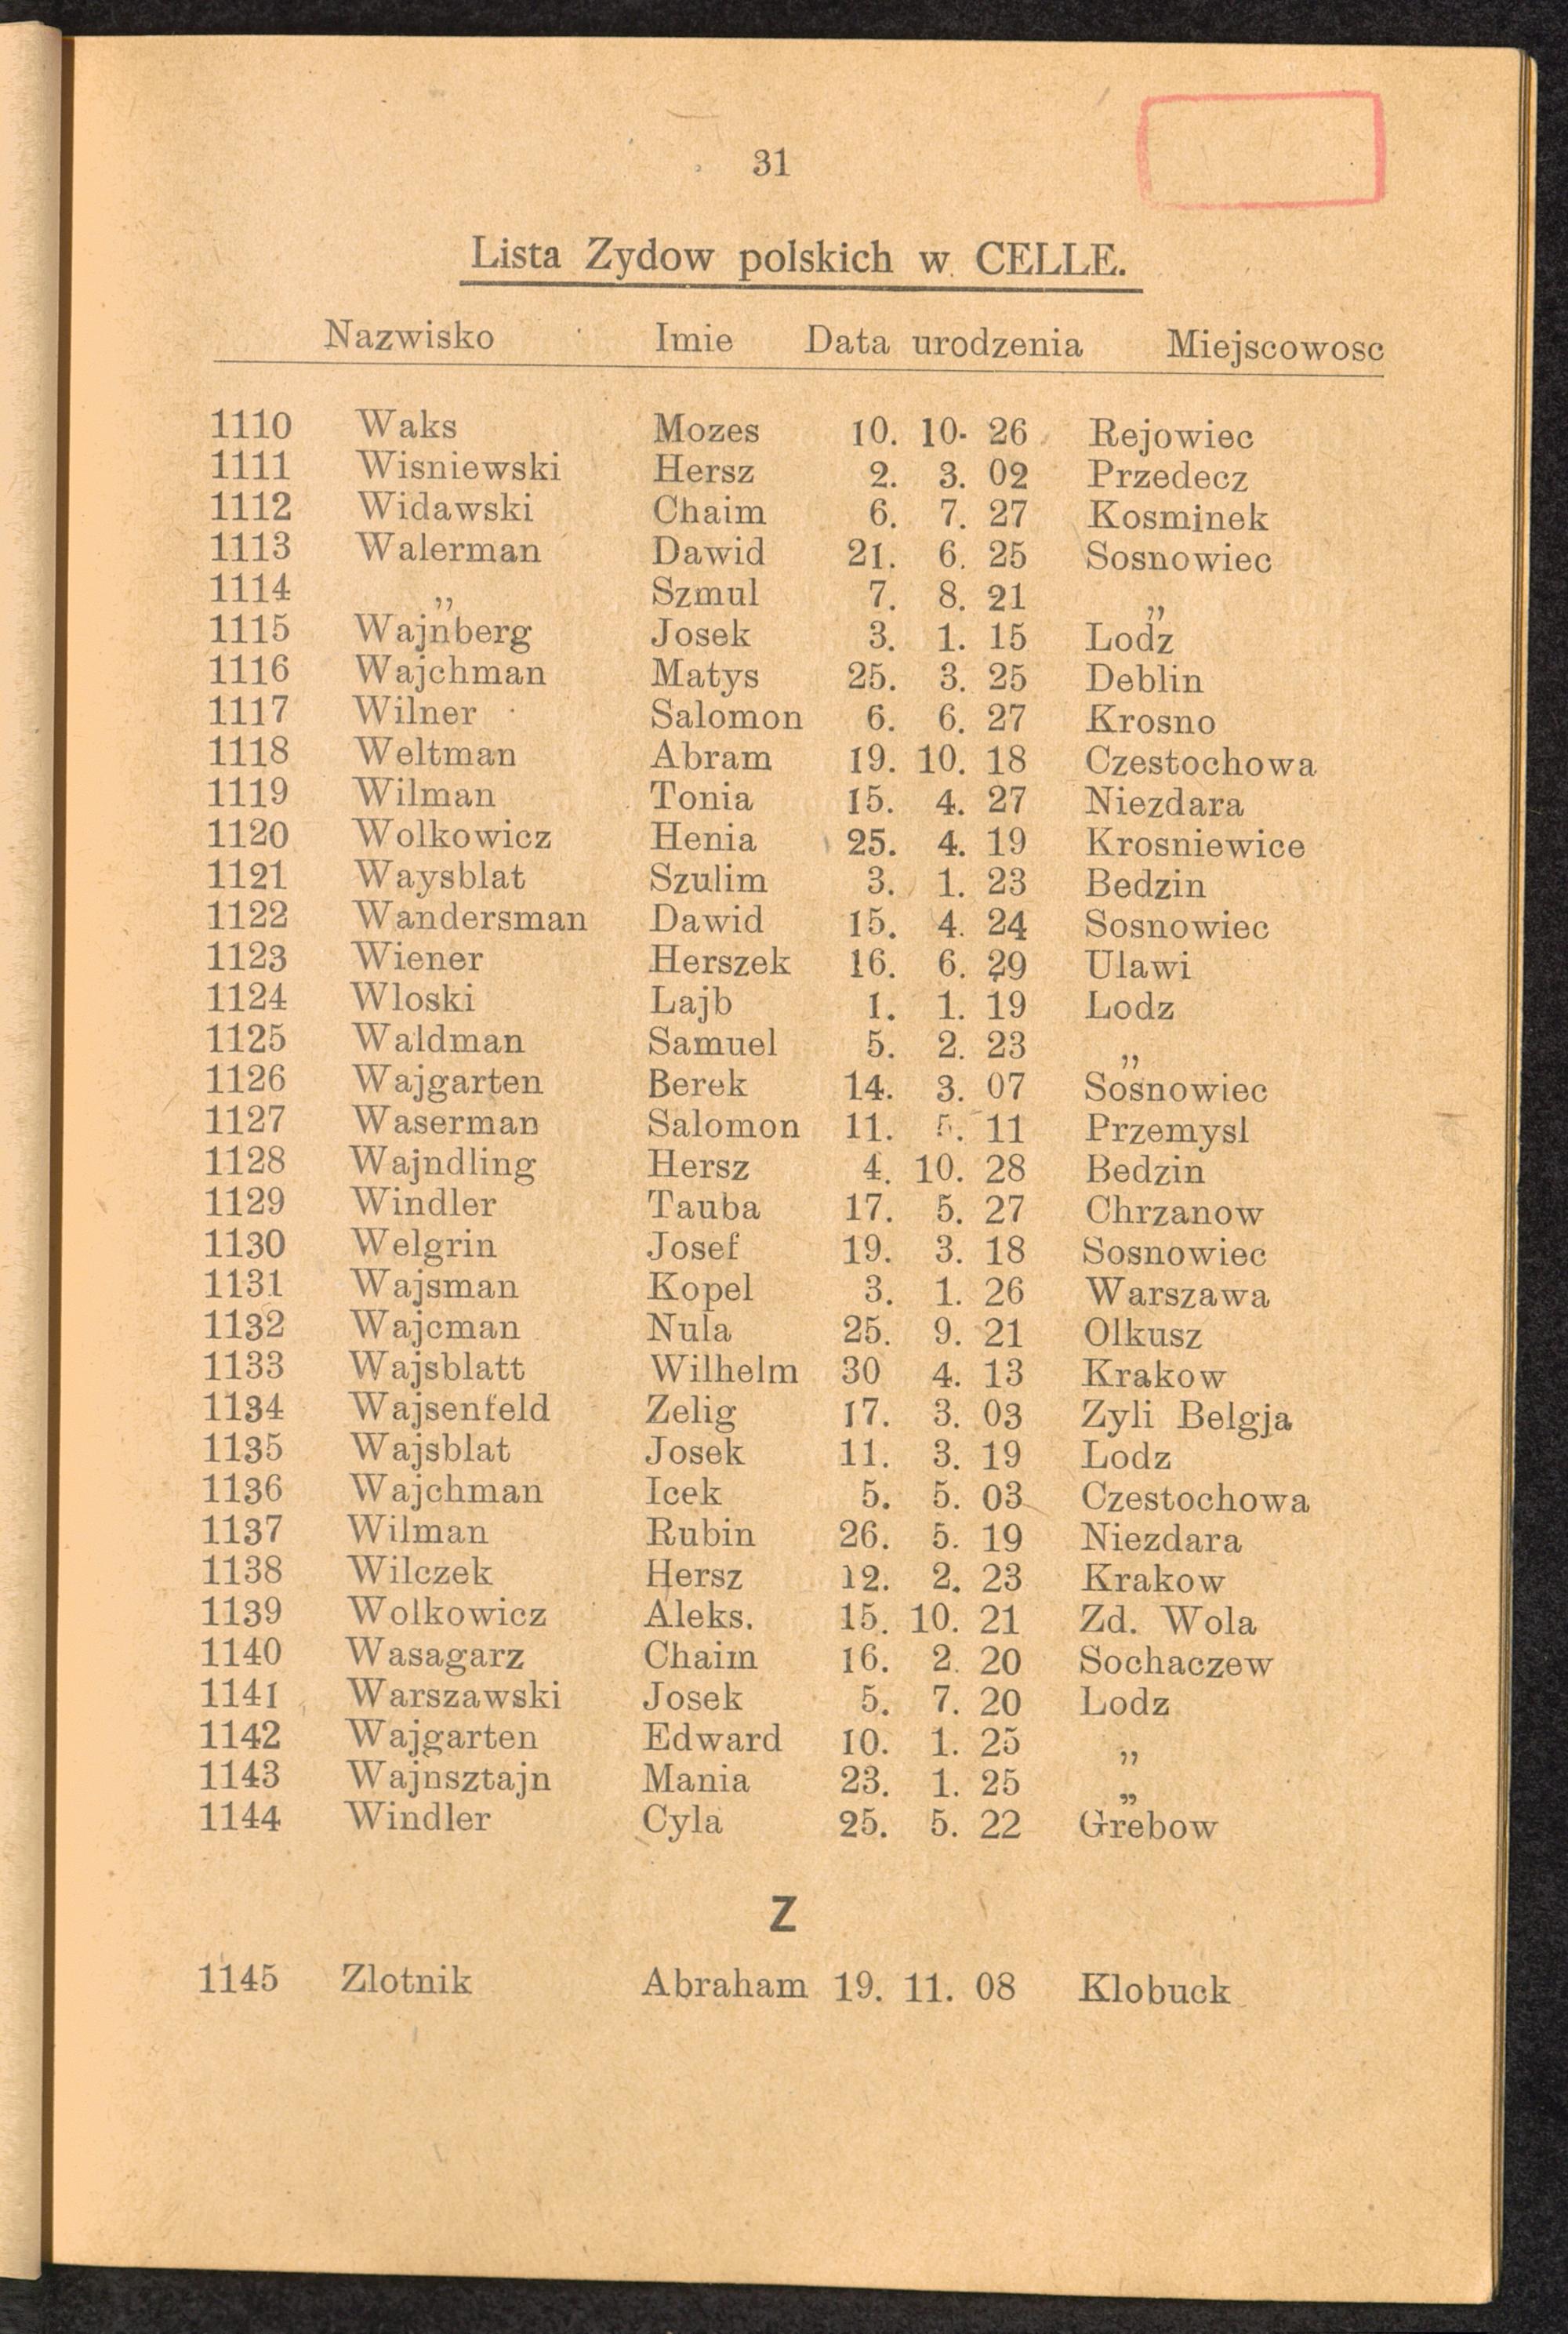 31
Lista Zydow polskich w CELLE.
Nazwisko Imie Data urodzenia Miejscowosc
1110 Waks Mozes 10. 10. 26 Rejowiec
1111 Wisniewski Hersz 2. 3. 02 Przedecz
1112 Widawski Chaim 6. 7. 27 Kosminek
1113 Walerman Dawid 21. 6. 25 Sosnowiec
1114 „ Szmul 7. 8. 21 „
1115 Wajnberg Josek 3. 1. 15 Lodz
1116 Wajchman Matys 25. 3. 25 Deblin
1117 Wilner Salomon 6. 6. 27 Krosno
1118 Weltman Abram 19. 10. 18 Czestochowa
1119 Wilman Tonia 15. 4. 27 Niezdara
1120 Wolkowicz Henia 25. 4. 19 Krosniewice
1121 Waysblat Szulim 3. 1. 23 Bedzin
1122 Wandersman Dawid 15. 4. 24 Sosnowiec
1123 Wiener Herszek 16. 6. 29 Ulawi
1124 Wloski Lajb 1. 1. 19 Lodz
1125 Waldman Samuel 5. 2. 23 „
1126 Wajgarten Berek 14. 3. 07 Sosnowiec
1127 Waserman Salomon 11. 5. 11 Przemysl
1128 Wajndling Hersz 4. 10. 28 Bedzin
1129 Windler Tauba 17. 5. 27 Chrzanow
1130 Welgrin Josef 19. 3. 18 Sosnowiec
1131 Wajsman Kopel 3. 1. 26 Warszawa
1132 Wajcman Nula 25. 9. 21 Olkusz
1133 Wajsblatt Wilhelm 30 4. 13 Krakow
1134 Wajsenfeld Zelig 17. 3. 03 Zyli Belgja
1135 Wajsblat Josek 11. 3. 19 Lodz
1136 Wajchman Icek 5. 5. 03 Czestochowa
1137 Wilman Rubin 26. 5. 19 Niezdara
1138 Wilczek Hersz 12. 2. 23 Krakow
1139 Wolkowicz Aleks. 15. 10. 21 Zd. Wola
1140 Wasagarz Chaim 16. 2. 20 Sochaczew
1141 Warszawski Josek 5. 7. 20 Lodz
1142 Wajgarten Edward 10. 1. 25 „
1143 Wajnsztajn Mania 23. 1. 25 „
1144 Windler Cyla 25. 5. 22 Grebow
Z
1145 Zlotnik Abraham 19. 11. 08 Klobuck